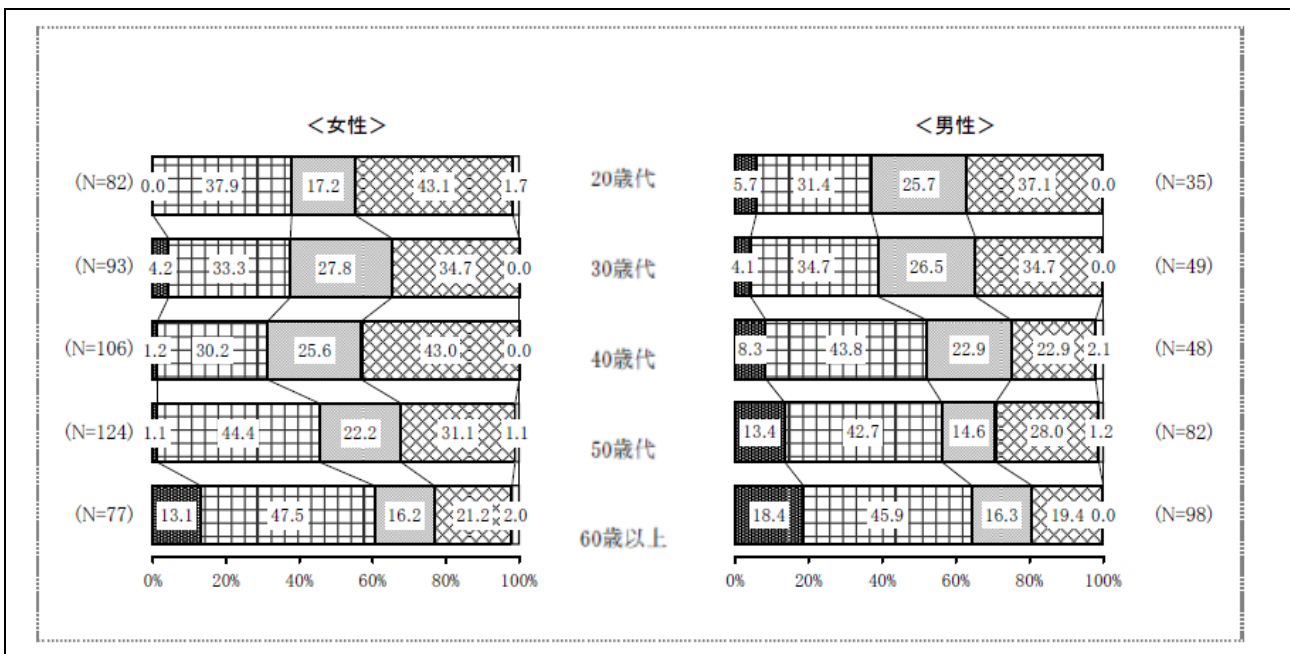 <女性> <男性>
(N=82) 0.0 37.9 17.2 43.1 1.7 20歳代 5.7 31.4 25.7 37.1 0.0 (N=35)
(N=93) 4.2 33.3 27.8 34.7 0.0 30歳代 4.1 34.7 26.5 34.7 0.0 (N=49)
(N=106) 1.2 30.2 25.6 43.0 0.0 40歳代 8.3 43.8 22.9 22.9 2.1 (N=48)
(N=124) 1.1 44.4 22.2 31.1 1.1 50歳代 13.4 42.7 14.6 28.0 1.2 (N=82)
(N=77) 13.1 47.5 16.2 21.2 2.0 60歳以上 18.4 45.9 16.3 19.4 0.0 (N=98)
0% 20% 40% 60% 80% 100% 0% 20% 40% 60% 80% 100%